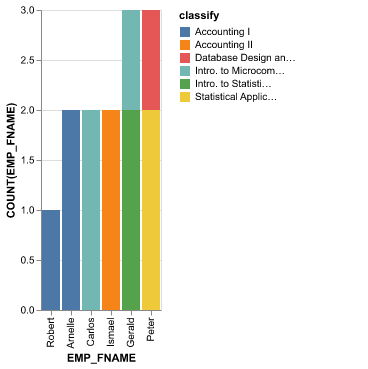 classify
Accounting I
Accounting II
Database Design an…
Intro. to Microcom…
Intro. to Statisti…
Statistical Applic…
COUNT(EMP_FNAME)
3.0
2.5
2.0
1.5
1.0
0.5
0.0
Robert
Arnelle
Carlos
Ismael
Gerald
Peter
EMP_FNAME